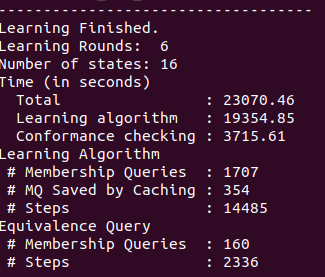 -----------------------------------
Learning Finished.
Learning Rounds:  6
Number of states: 16
Time (in seconds)
  Total                : 23070.46
  Learning algorithm   : 19354.85
  Conformance checking : 3715.61
Learning Algorithm
 # Membership Queries  : 1707
 # MQ Saved by Caching : 354
 # Steps               : 14485
Equivalence Query
 # Membership Queries  : 160
 # Steps               : 2336